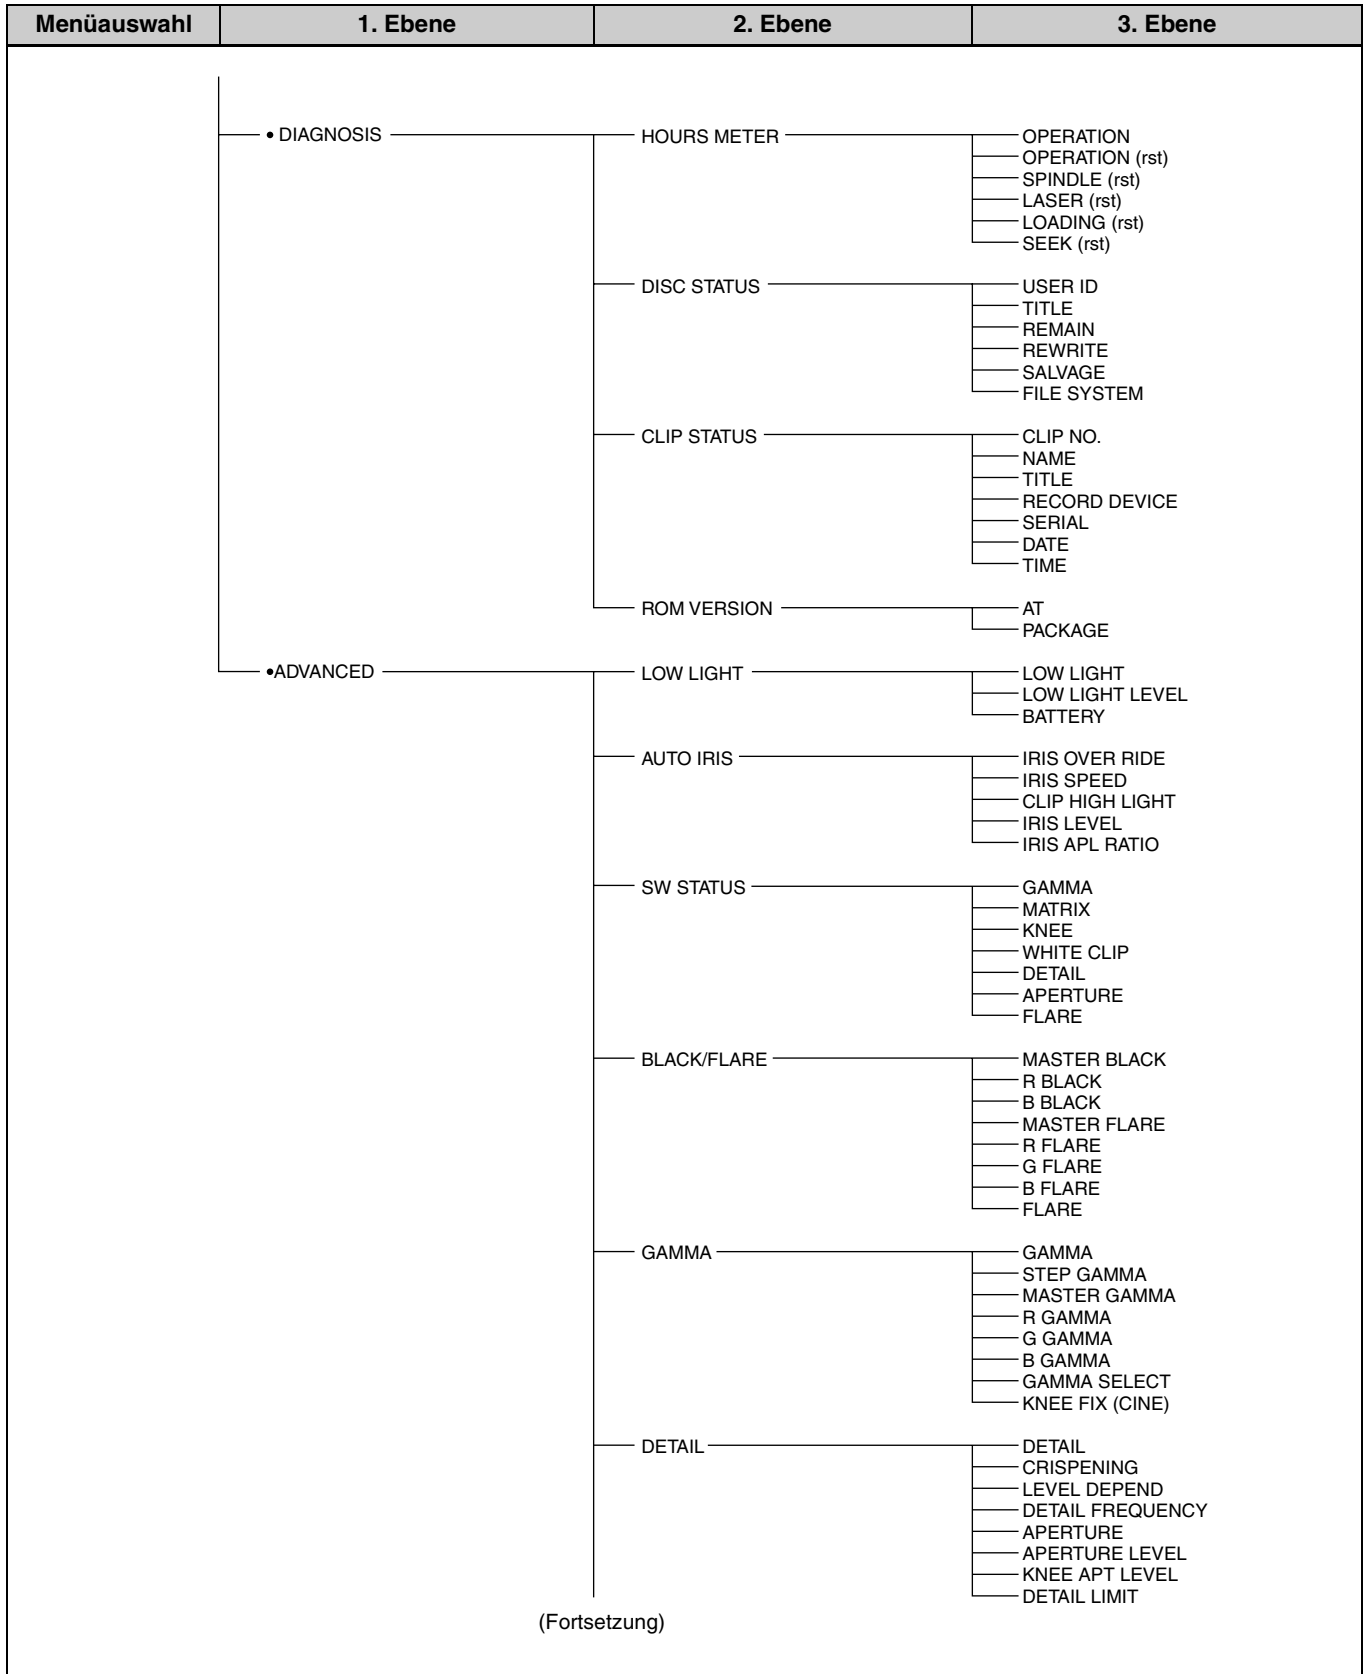 Menüauswahl 1. Ebene 2. Ebene 3. Ebene
• DIAGNOSIS HOURS METER OPERATION
OPERATION (rst)
SPINDLE (rst)
LASER (rst)
LOADING (rst)
SEEK (rst)
DISC STATUS USER ID
TITLE
REMAIN
REWRITE
SALVAGE
FILE SYSTEM
CLIP STATUS CLIP NO.
NAME
TITLE
RECORD DEVICE
SERIAL
DATE
TIME
ROM VERSION AT
PACKAGE
•ADVANCED LOW LIGHT LOW LIGHT
LOW LIGHT LEVEL
BATTERY
AUTO IRIS IRIS OVER RIDE
IRIS SPEED
CLIP HIGH LIGHT
IRIS LEVEL
IRIS APL RATIO
SW STATUS GAMMA
MATRIX
KNEE
WHITE CLIP
DETAIL
APERTURE
FLARE
BLACK/FLARE MASTER BLACK
R BLACK
B BLACK
MASTER FLARE
R FLARE
G FLARE
B FLARE
FLARE
GAMMA GAMMA
STEP GAMMA
MASTER GAMMA
R GAMMA
G GAMMA
B GAMMA
GAMMA SELECT
KNEE FIX (CINE)
DETAIL DETAIL
CRISPENING
LEVEL DEPEND
DETAIL FREQUENCY
APERTURE
APERTURE LEVEL
KNEE APT LEVEL
DETAIL LIMIT
(Fortsetzung)